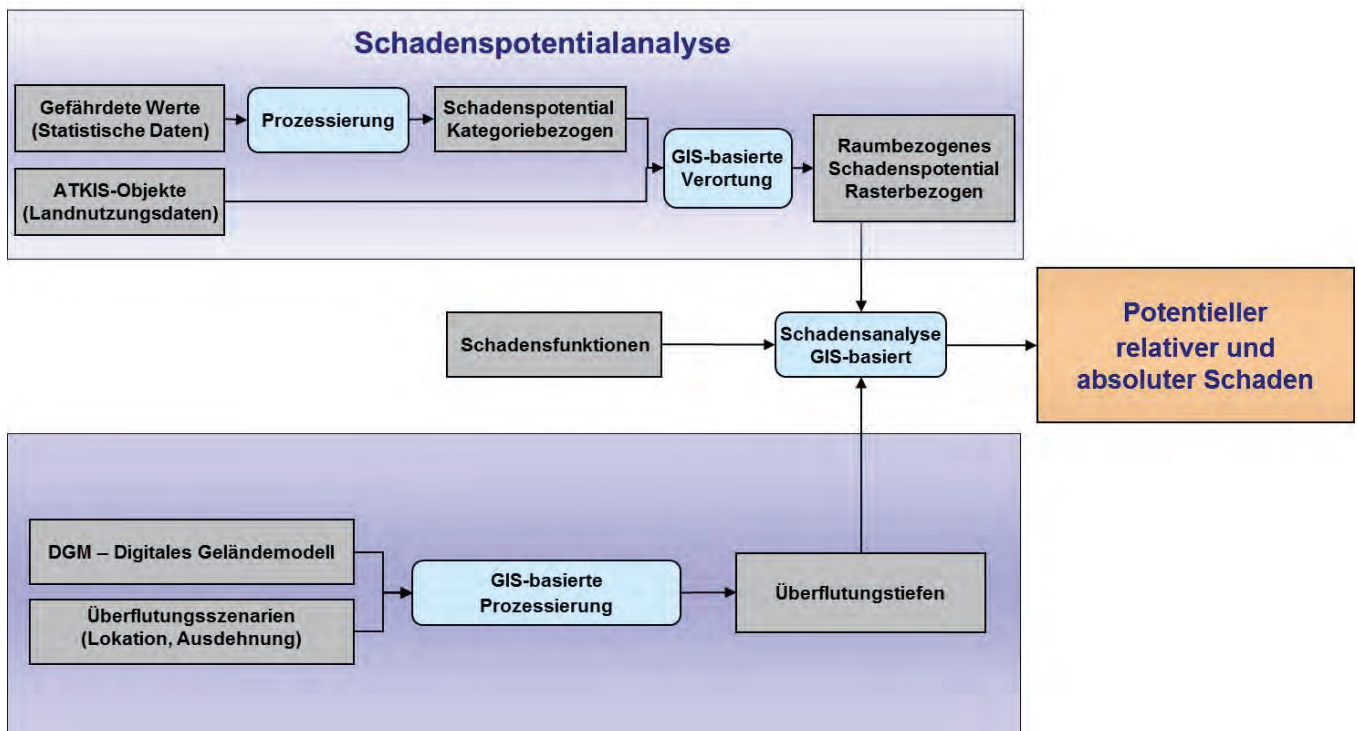 Schadenspotentialanalyse
Gefährdete Werte
(Statistische Daten)
Prozessierung
Schadenspotential
Kategoriebezogen
ATKIS-Objekte
(Landnutzungsdaten)
GIS-basierte
Verortung
Raumbezogenes
Schadenspotential
Rasterbezogen
Schadensfunktionen
Schadensanalyse
GIS-basiert
Potentieller
relativer und
absoluter Schaden
DGM – Digitales Geländemodell
Überflutungsszenarien
(Lokation, Ausdehnung)
GIS-basierte
Prozessierung
Überflutungstiefen